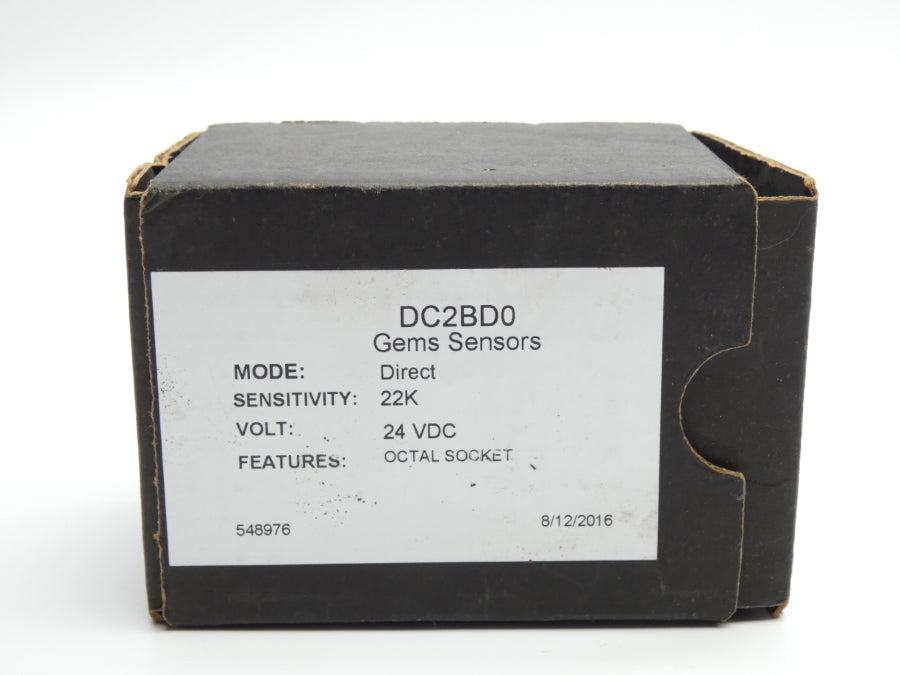 DC2BD0
Gems Sensors
MODE: Direct
SENSITIVITY: 22K
VOLT: 24 VDC
FEATURES: OCTAL SOCKET
548976 8/12/2016